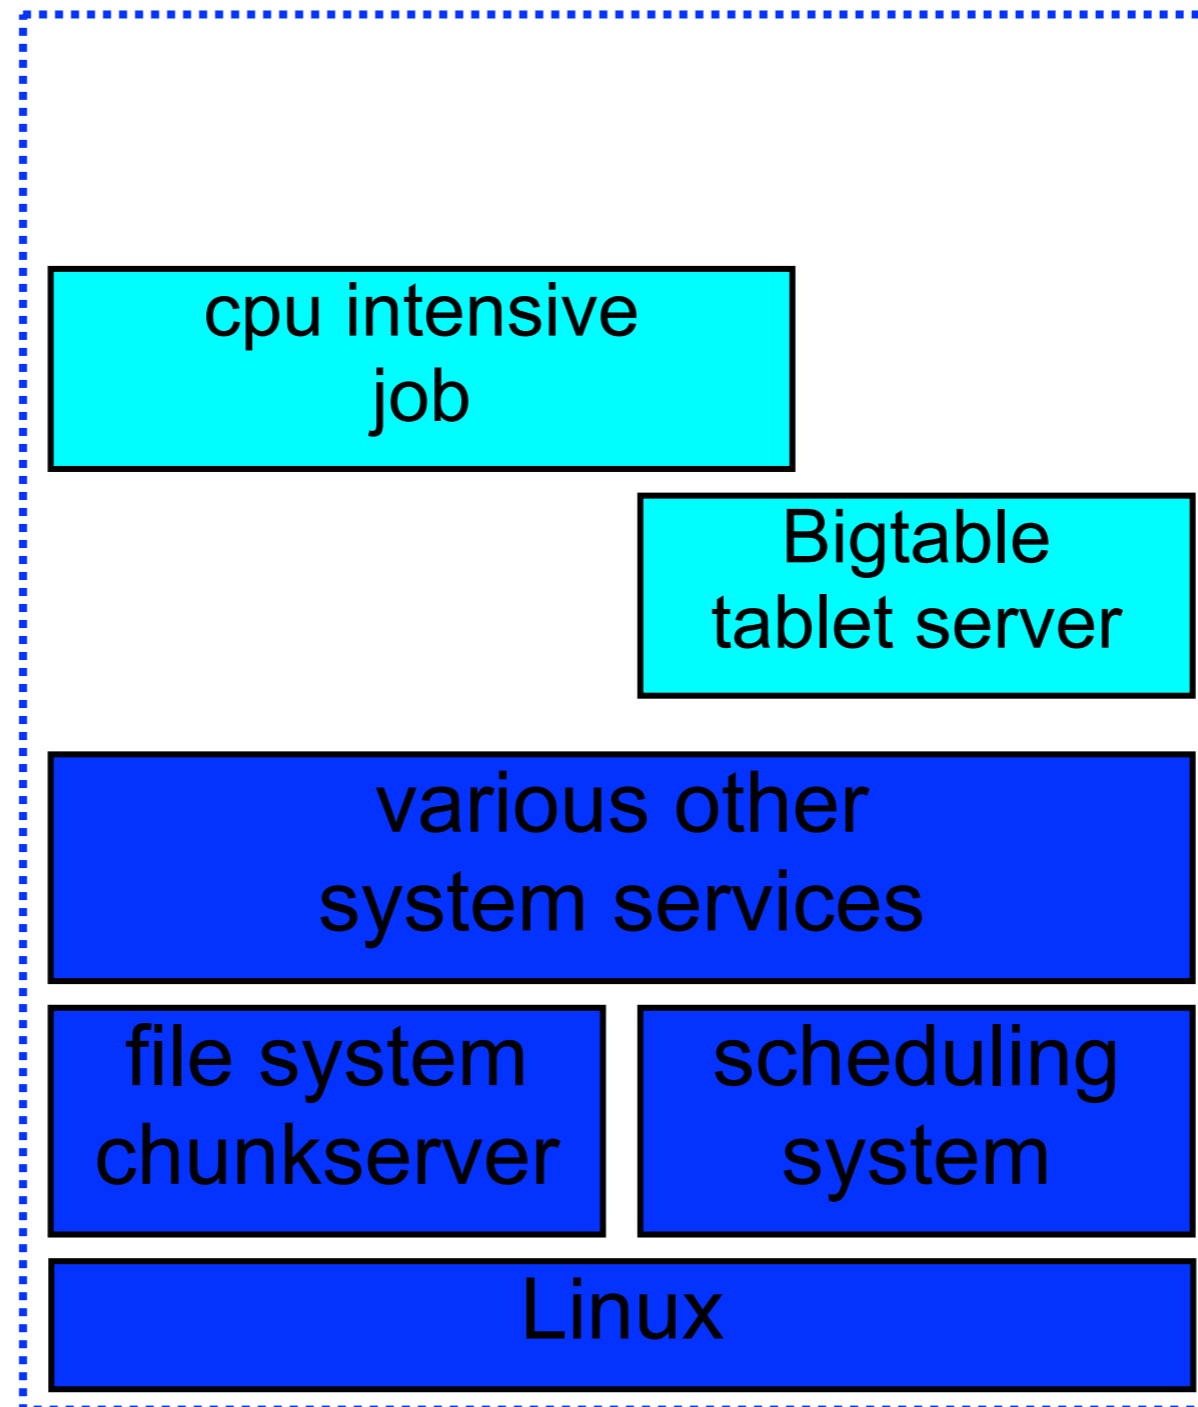 cpu intensive
job
Bigtable
tablet server
various other
system services
file system
chunkserver
scheduling
system
Linux